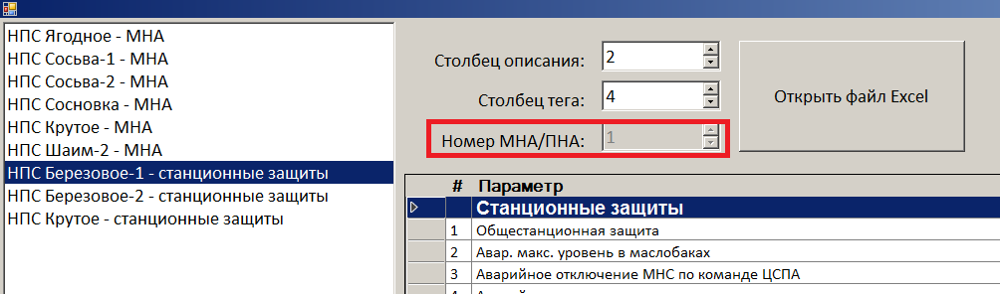 НПС Ягодное - МНА
НПС Сосьва-1 - МНА
НПС Сосьва-2 - МНА
НПС Сосновка - МНА
НПС Крутое - МНА
НПС Шаим-2 - МНА
НПС Березовое-1 - станционные защиты
НПС Березовое-2 - станционные защиты
НПС Крутое - станционные защиты
Столбец описания: 2
Столбец тега: 4
Номер МНА/ПНА: 1
Открыть файл Excel
# Параметр
Станционные защиты
1 Общестанционная защита
2 Авар. макс. уровень в маслобаках
3 Аварийное отключение МНС по команде ЦСПА